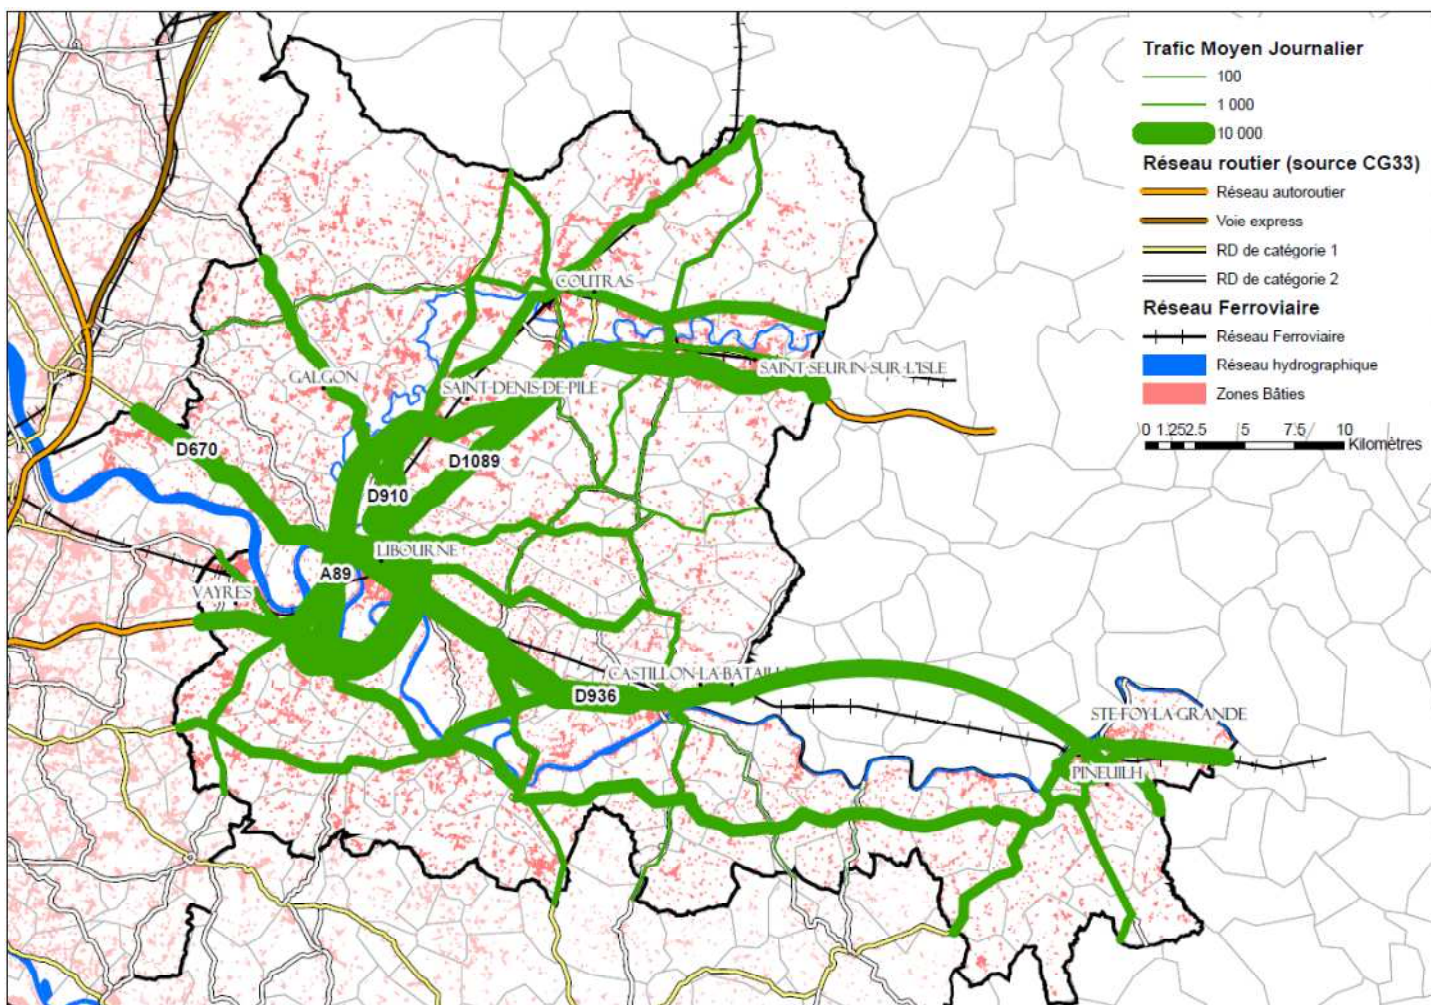 Trafic Moyen Journalier
100
1 000
10 000
Réseau routier (source CG33)
Réseau autoroutier
Voie express
RD de catégorie 1
RD de catégorie 2
Réseau Ferroviaire
Réseau Ferroviaire
Réseau hydrographique
Zones Bâties
0 1.252.5 5 7.5 10
Kilomètres
COUTRAS
GALGON
SAINT-DENIS-DE-PILE
SAINT-SEURIN-SUR-L'ISLE
D670
D1089
D910
LIBOURNE
A89
VAYRES
CASTILLON-LA-BATAILL
D936
STE-FOY-LA-GRANDE
PINEUILH